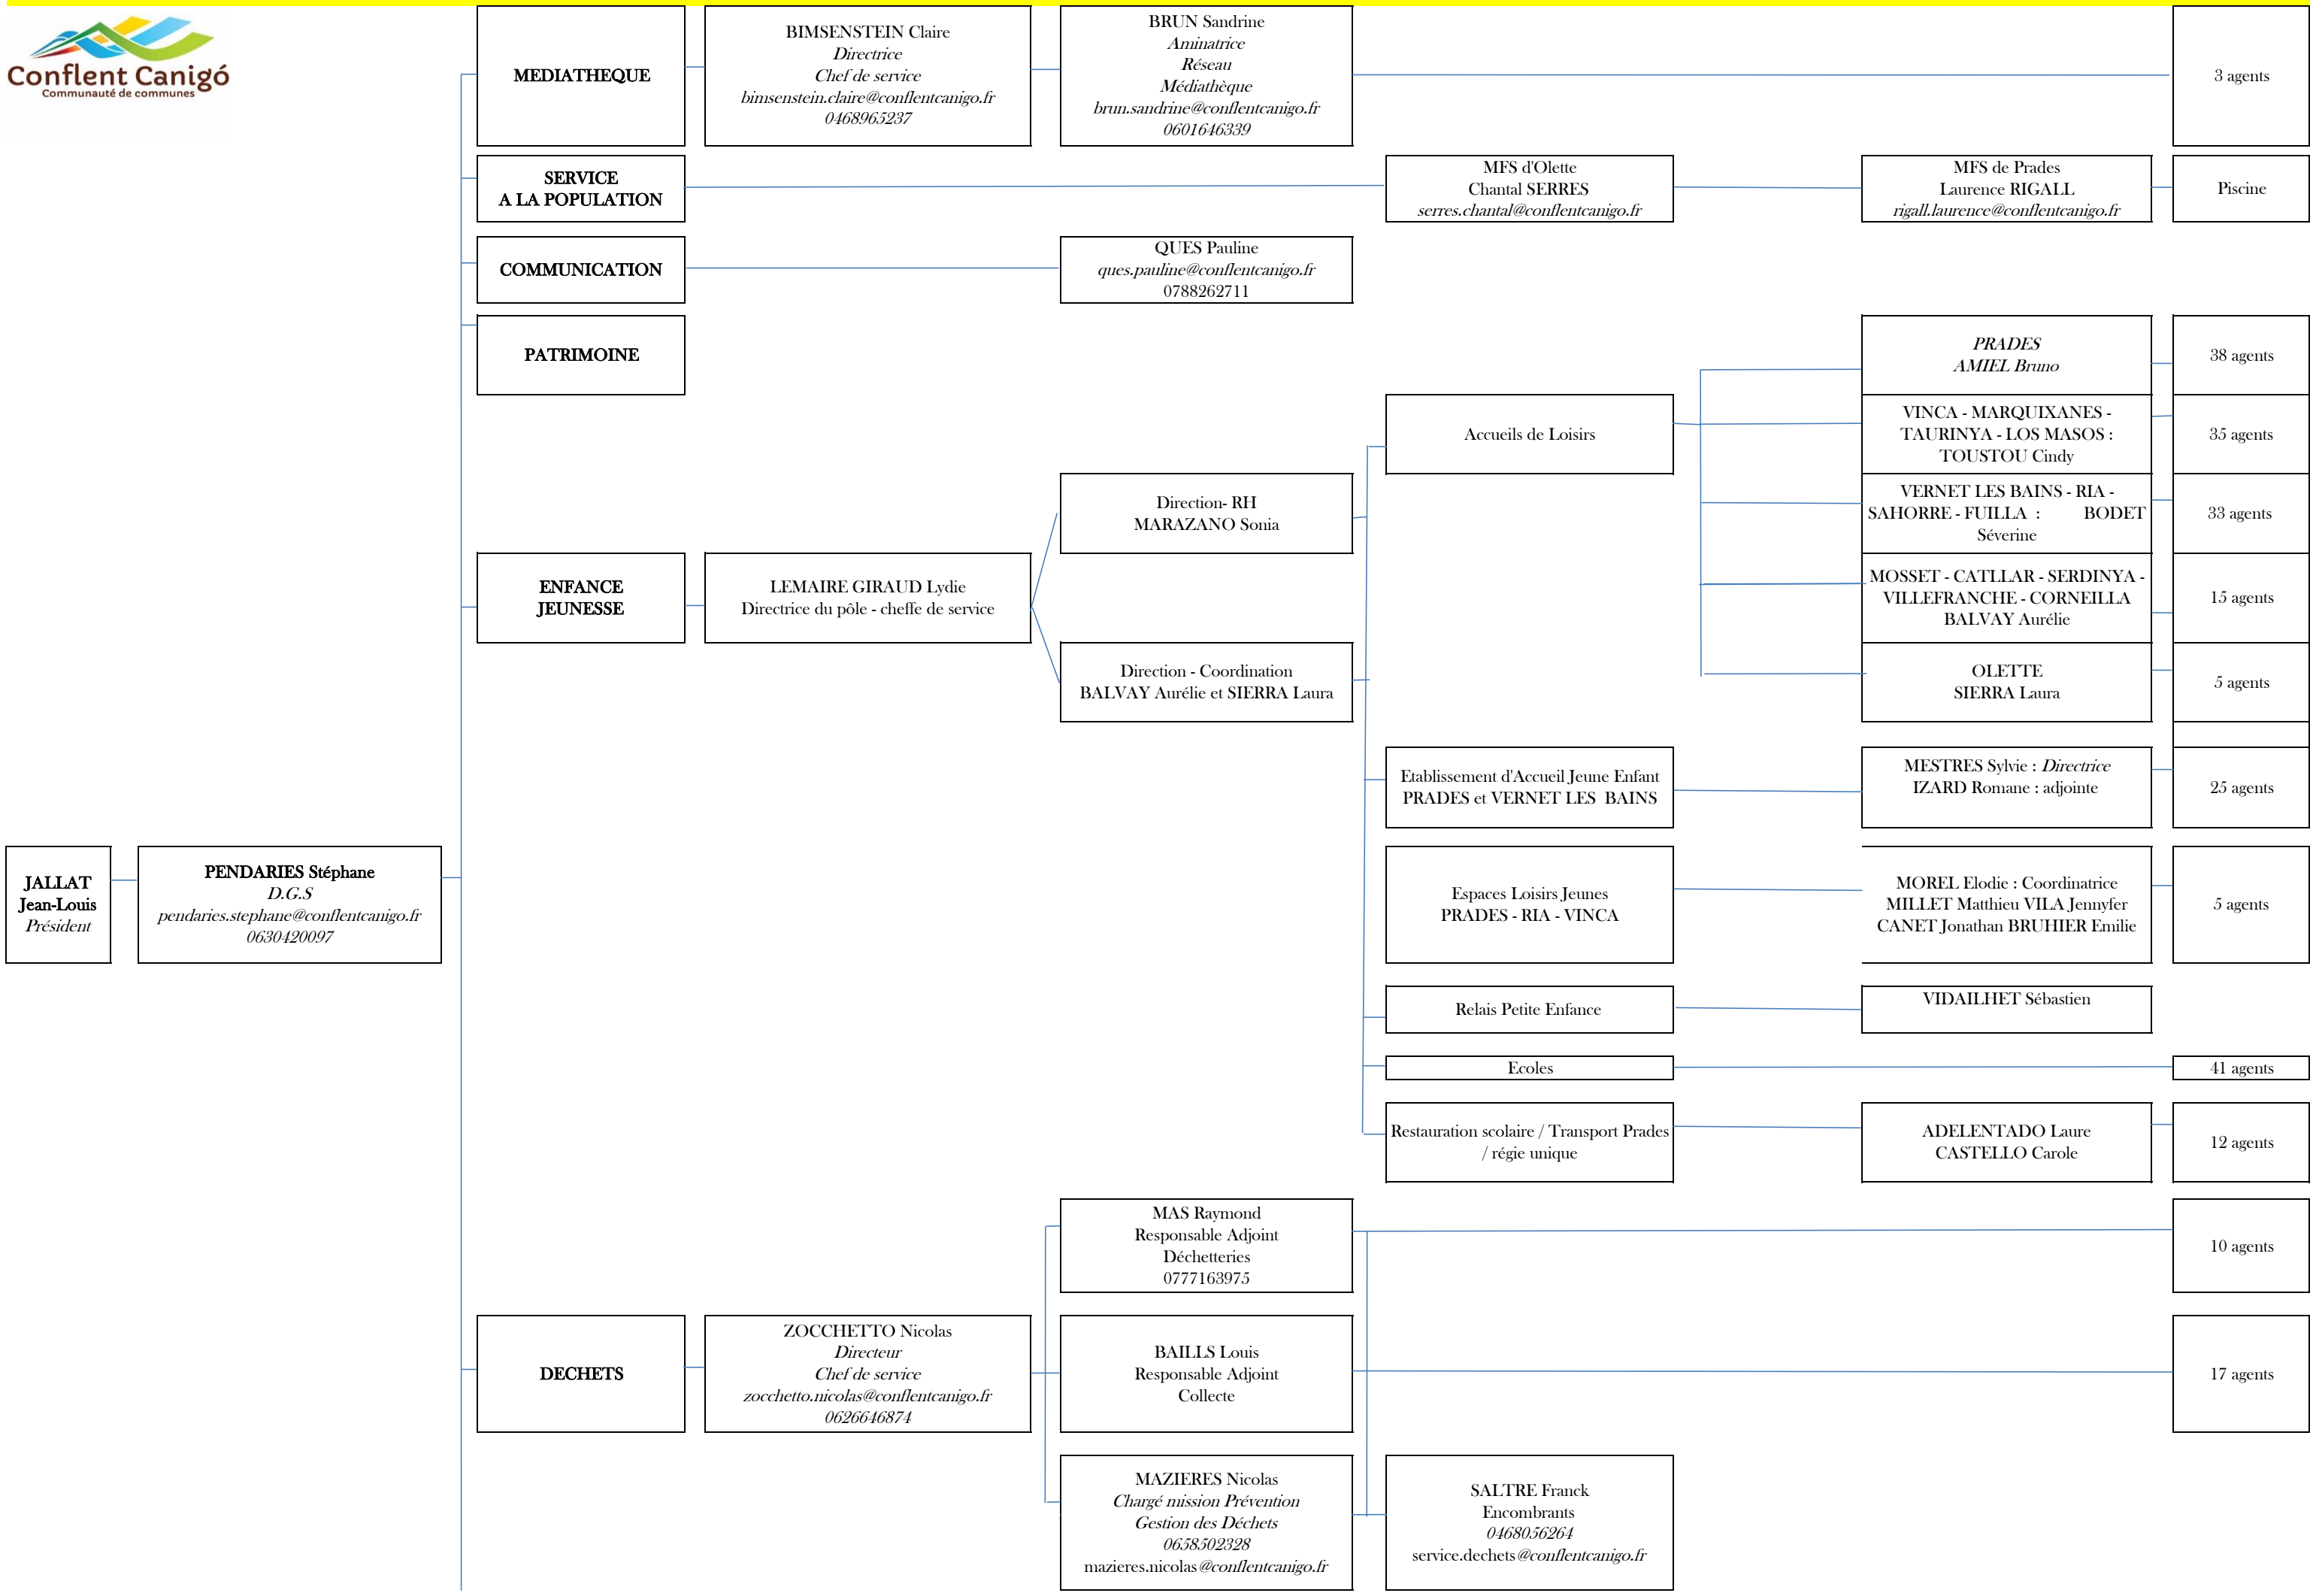 Conflent Canigó
Communauté de communes
MEDIATHEQUE
BIMSENSTEIN Claire
Directrice
Chef de service
bimsenstein.claire@conflentcanigo.fr
0468965237
BRUN Sandrine
Aminatrice
Réseau
Médiathèque
brun.sandrine@conflentcanigo.fr
0601646339
3 agents
SERVICE
A LA POPULATION
MFS d'Olette
Chantal SERRES
serres.chantal@conflentcanigo.fr
MFS de Prades
Laurence RIGALL
rigall.laurence@conflentcanigo.fr
Piscine
COMMUNICATION
QUES Pauline
ques.pauline@conflentcanigo.fr
0788262711
PATRIMOINE
ENFANCE
JEUNESSE
LEMAIRE GIRAUD Lydie
Directrice du pôle - cheffe de service
Direction- RH
MARAZANO Sonia
Direction - Coordination
BALVAY Aurélie et SIERRA Laura
Accueils de Loisirs
PRADES
AMIEL Bruno
38 agents
VINCA - MARQUIXANES -
TAURINYA - LOS MASOS :
TOUSTOU Cindy
35 agents
VERNET LES BAINS - RIA -
SAHORRE - FUILLA : BODET
Séverine
33 agents
MOSSET - CATLLAR - SERDINYA -
VILLEFRANCHE - CORNEILLA
BALVAY Aurélie
15 agents
OLETTE
SIERRA Laura
5 agents
Etablissement d'Accueil Jeune Enfant
PRADES et VERNET LES BAINS
MESTRES Sylvie : Directrice
IZARD Romane : adjointe
25 agents
JALLAT
Jean-Louis
Président
PENDARIES Stéphane
D.G.S
pendaries.stephane@conflentcanigo.fr
0630420097
Espaces Loisirs Jeunes
PRADES - RIA - VINCA
MOREL Elodie : Coordinatrice
MILLET Matthieu VILA Jennyfer
CANET Jonathan BRUHIER Emilie
5 agents
Relais Petite Enfance
VIDAILHET Sébastien
Ecoles
41 agents
Restauration scolaire / Transport Prades
/ régie unique
ADELENTADO Laure
CASTELLO Carole
12 agents
MAS Raymond
Responsable Adjoint
Déchetteries
0777163975
10 agents
DECHETS
ZOCCHETTO Nicolas
Directeur
Chef de service
zocchetto.nicolas@conflentcanigo.fr
0626646874
BAILLS Louis
Responsable Adjoint
Collecte
17 agents
MAZIERES Nicolas
Chargé mission Prévention
Gestion des Déchets
0658502328
mazieres.nicolas@conflentcanigo.fr
SALTRE Franck
Encombrants
0468056264
service.dechets@conflentcanigo.fr